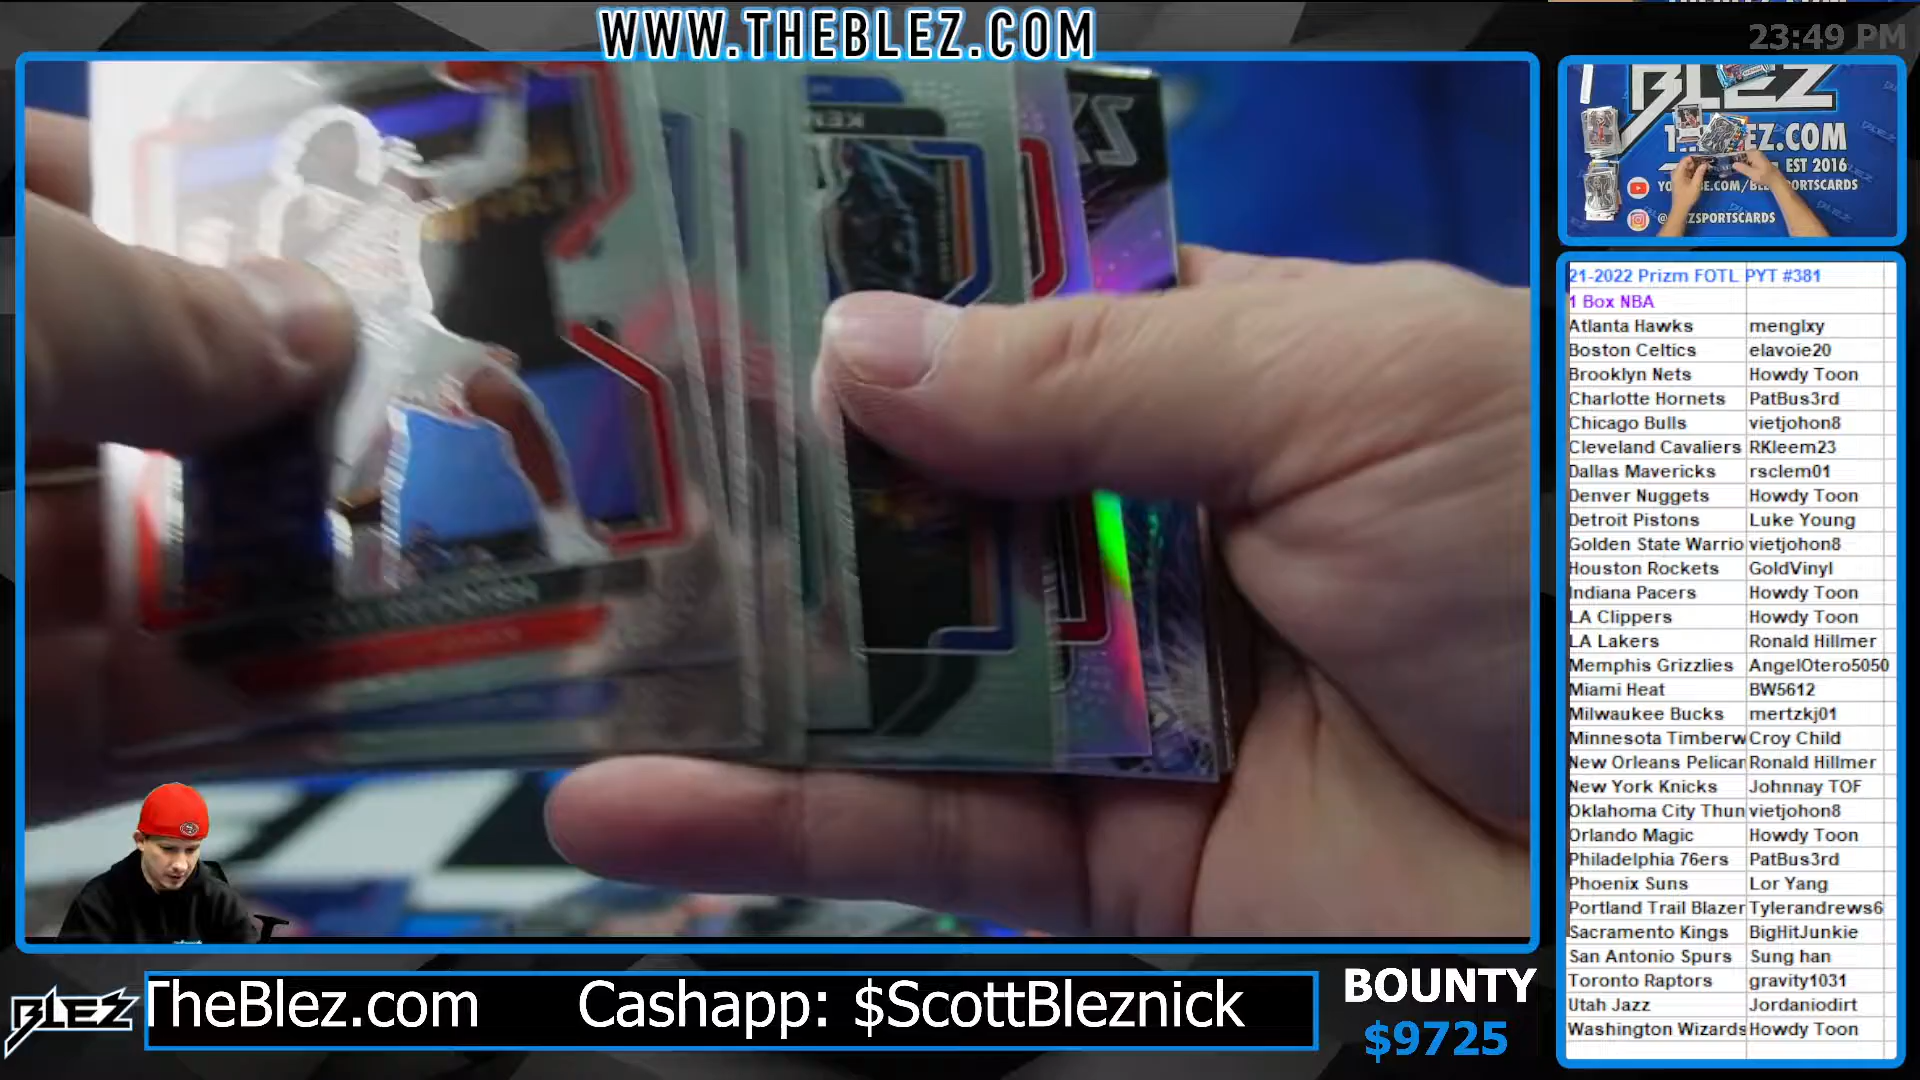 WWW.THEBLEZ.COM
23:49 PM
BLEZ
EST 2016
21-2022 Prizm FOTL PYT #381
1 Box NBA
Atlanta Hawks menglxy
Boston Celtics elavoie20
Brooklyn Nets Howdy Toon
Charlotte Hornets PatBus3rd
Chicago Bulls vietjohn8
Cleveland Cavaliers RKleem23
Dallas Mavericks rsclem01
Denver Nuggets Howdy Toon
Detroit Pistons Luke Young
Golden State Warrio vietjohn8
Houston Rockets GoldVinyl
Indiana Pacers Howdy Toon
LA Clippers Howdy Toon
LA Lakers Ronald Hillmer
Memphis Grizzlies AngelOtero5050
Miami Heat BW5612
Milwaukee Bucks mertzkj01
Minnesota Timberw Croy Child
New Orleans Pelican Ronald Hillmer
New York Knicks Johnnay TOF
Oklahoma City Thun vietjohn8
Orlando Magic Howdy Toon
Philadelphia 76ers PatBus3rd
Phoenix Suns Lor Yang
Portland Trail Blazer Tylerandrews6
Sacramento Kings BigHitJunkie
San Antonio Spurs Sung han
Toronto Raptors gravity1031
Utah Jazz Jordaniodirt
Washington Wizards Howdy Toon
BLEZ
TheBlez.com Cashapp: $ScottBleznick
BOUNTY
$9725